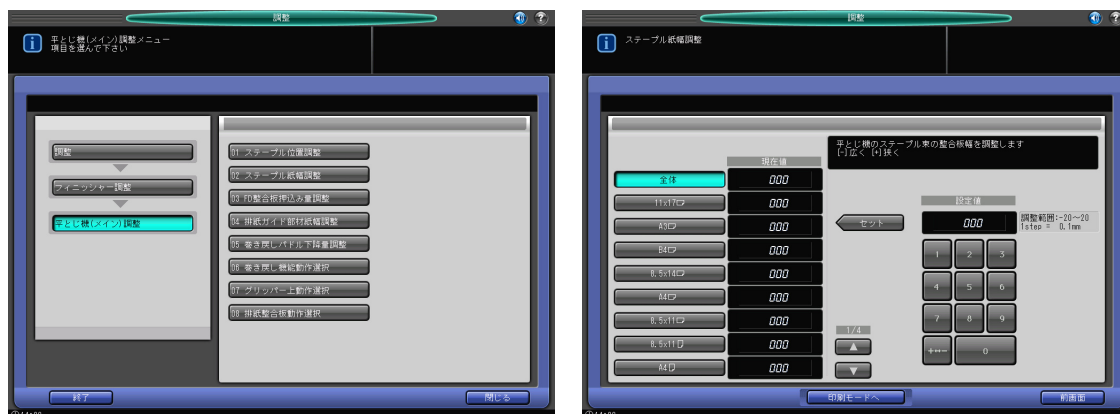 調整
平とじ機(メイン)調整メニュー
項目を選んで下さい
調整
フィニッシャー調整
平とじ機(メイン)調整
01 ステープル位置調整
02 ステープル紙幅調整
03 FD整合板押込み量調整
04 排紙ガイド部材紙幅調整
05 巻き戻しパドル下降量調整
06 巻き戻し機能動作選択
07 グリッパー上動作選択
08 排紙整合板動作選択
終了
閉じる
調整
ステープル紙幅調整
平とじ機のステープル束の整合板幅を調整します
[-]広く [+]狭く
現在値
全体 000
11x17 000
A3 000
B4 000
8.5x14 000
A4 000
8.5x11 000
8.5x11 000
A4 000
セット
設定値
000
調整範囲:-20~20
1step = 0.1mm
1 2 3
4 5 6
7 8 9
+↔- 0
1/4
印刷モードへ
前画面